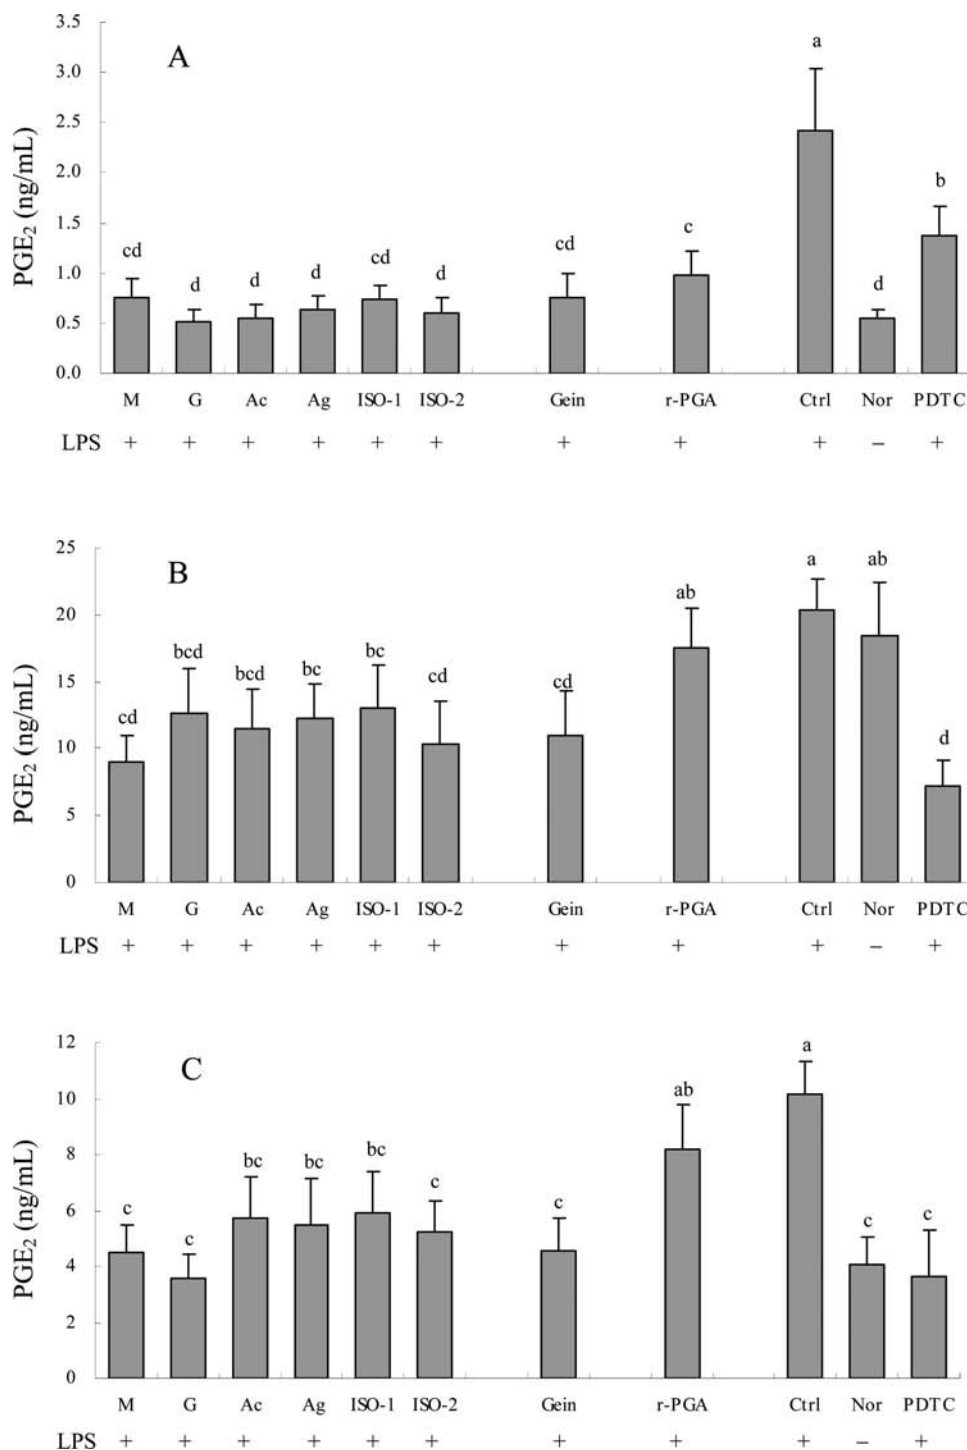 3.5
A
a
3.0
2.5
b
2.0
PGE₂ (ng/mL)
1.5
c
cd
cd
cd
d
d
d
d
d
1.0
0.5
0.0
M G Ac Ag ISO-1 ISO-2 Gein r-PGA Ctrl Nor PDTC
LPS + + + + + + + + + – +
25
B
a
ab
ab
20
PGE₂ (ng/mL)
bcd
bcd
bc
bc
cd
cd
15
cd
d
10
5
0
M G Ac Ag ISO-1 ISO-2 Gein r-PGA Ctrl Nor PDTC
LPS + + + + + + + + + – +
12
C
a
ab
10
PGE₂ (ng/mL)
8
bc
bc
bc
c
c
c
c
c
c
6
4
2
0
M G Ac Ag ISO-1 ISO-2 Gein r-PGA Ctrl Nor PDTC
LPS + + + + + + + + + – +